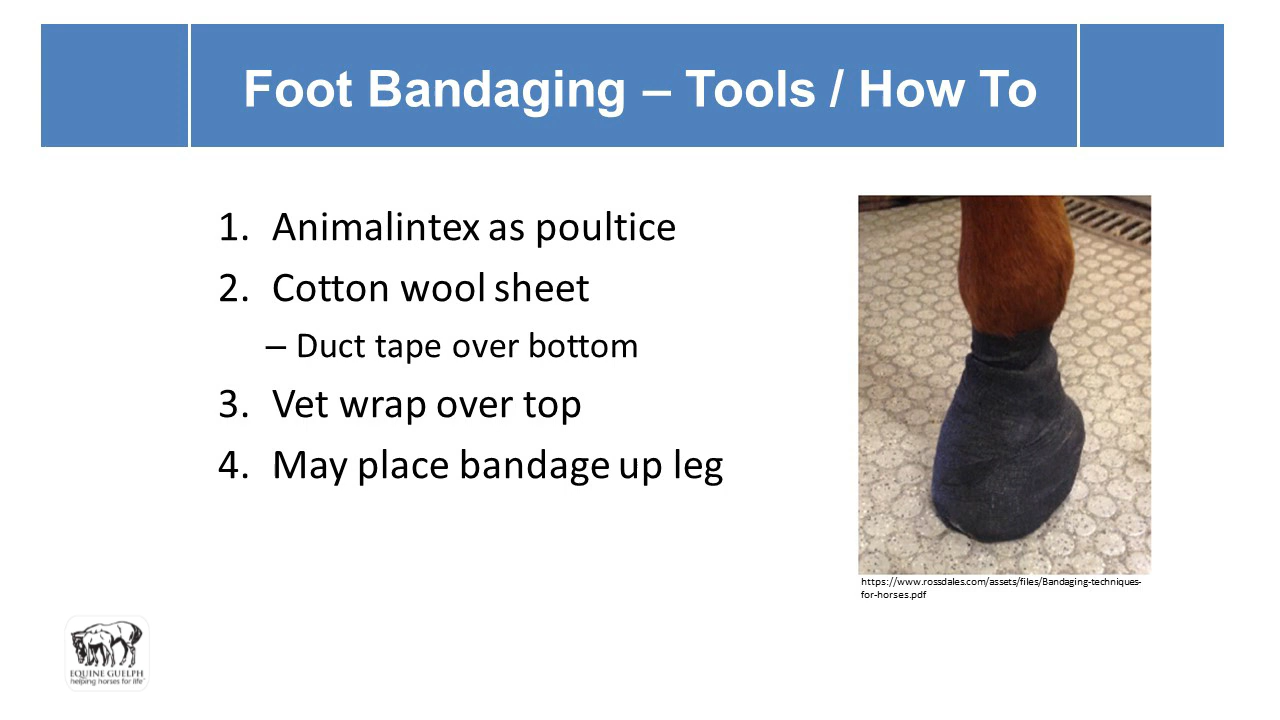 Foot Bandaging – Tools / How To
1. Animalintex as poultice
2. Cotton wool sheet
– Duct tape over bottom
3. Vet wrap over top
4. May place bandage up leg
https://www.rossdales.com/assets/files/Bandaging-techniques-
for-horses.pdf
EQUINE GUELPH
helping horses for life™